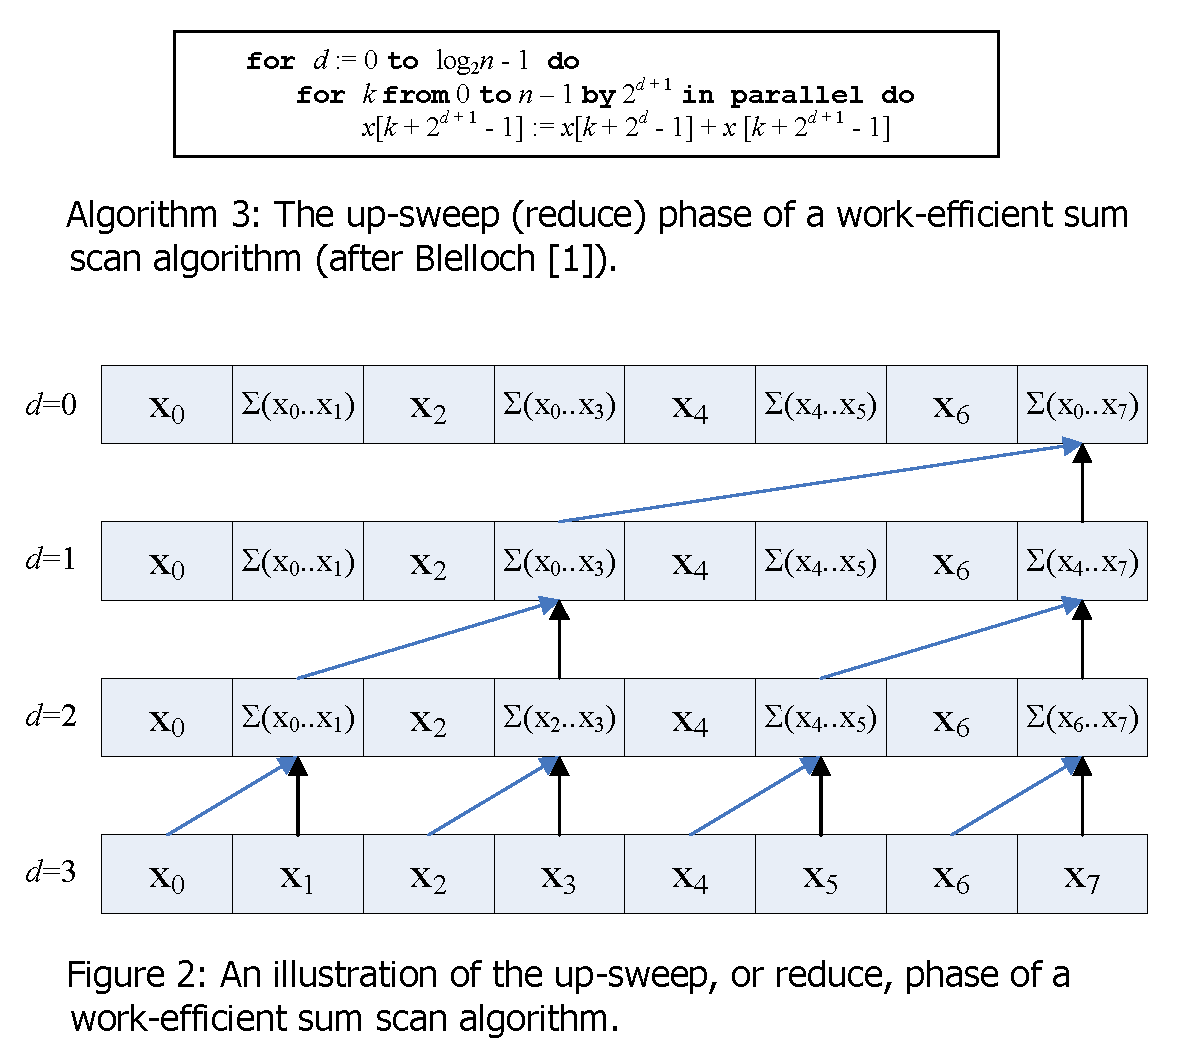 for d := 0 to log₂n - 1 do
for k from 0 to n – 1 by 2ᵈ⁺¹ in parallel do
x[k + 2ᵈ⁺¹ - 1] := x[k + 2ᵈ - 1] + x [k + 2ᵈ⁺¹ - 1]
Algorithm 3: The up-sweep (reduce) phase of a work-efficient sum
scan algorithm (after Blelloch [1]).
d=0 x₀ Σ(x₀..x₁) x₂ Σ(x₀..x₃) x₄ Σ(x₄..x₅) x₆ Σ(x₀..x₇)
d=1 x₀ Σ(x₀..x₁) x₂ Σ(x₀..x₃) x₄ Σ(x₄..x₅) x₆ Σ(x₄..x₇)
d=2 x₀ Σ(x₀..x₁) x₂ Σ(x₂..x₃) x₄ Σ(x₄..x₅) x₆ Σ(x₆..x₇)
d=3 x₀ x₁ x₂ x₃ x₄ x₅ x₆ x₇
Figure 2: An illustration of the up-sweep, or reduce, phase of a
work-efficient sum scan algorithm.